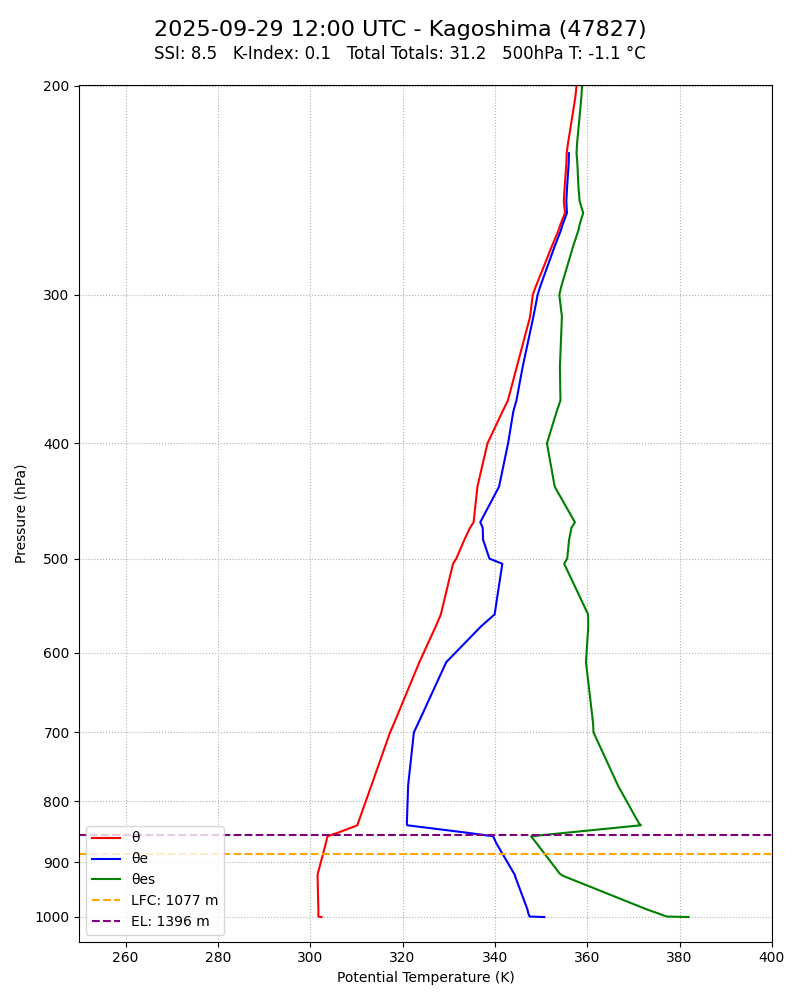 2025-09-29 12:00 UTC - Kagoshima (47827)
SSI: 8.5   K-Index: 0.1   Total Totals: 31.2   500hPa T: -1.1 °C
200
300
400
500
600
700
800
900
1000
Pressure (hPa)
θ
θe
θes
LFC: 1077 m
EL: 1396 m
260 280 300 320 340 360 380 400
Potential Temperature (K)